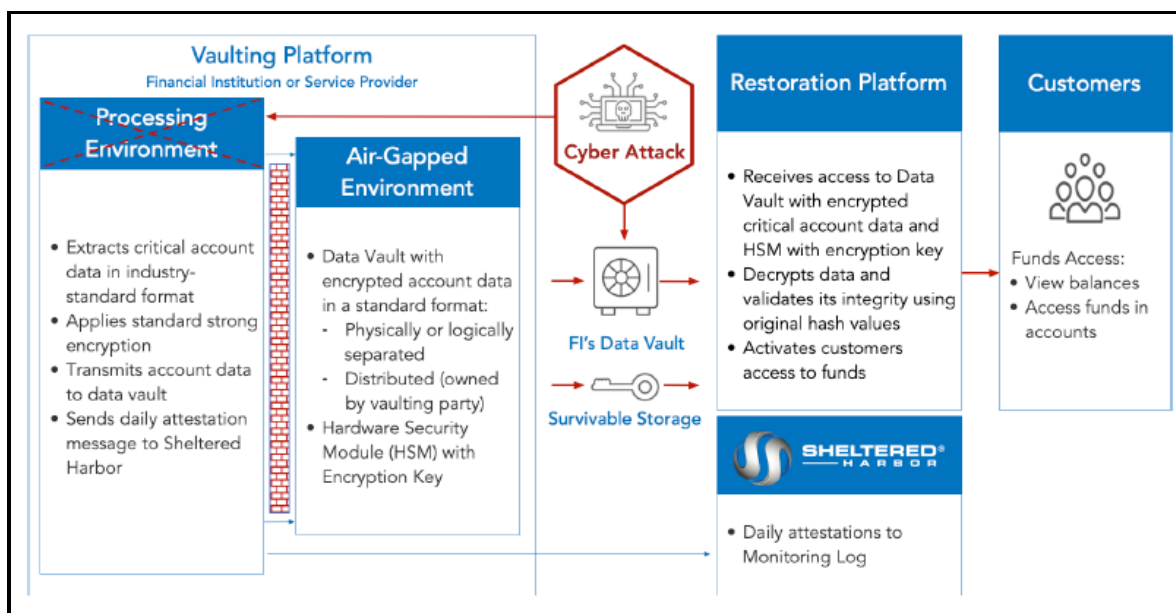 Vaulting Platform
Financial Institution or Service Provider
Processing
Environment
• Extracts critical account
data in industry-
standard format
• Applies standard strong
encryption
• Transmits account data
to data vault
• Sends daily attestation
message to Sheltered
Harbor
Air-Gapped
Environment
• Data Vault with
encrypted account data
in a standard format:
- Physically or logically
separated
- Distributed (owned
by vaulting party)
• Hardware Security
Module (HSM) with
Encryption Key
Cyber Attack
FI's Data Vault
Survivable Storage
Restoration Platform
• Receives access to Data
Vault with encrypted
critical account data and
HSM with encryption key
• Decrypts data and
validates its integrity using
original hash values
• Activates customers
access to funds
SHELTERED®
HARBOR
• Daily attestations to
Monitoring Log
Customers
Funds Access:
• View balances
• Access funds in
accounts